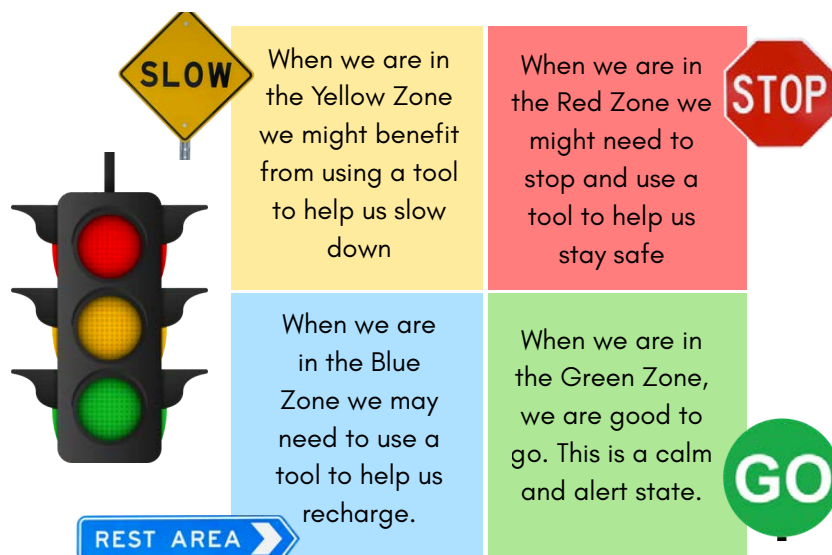 SLOW
When we are in
the Yellow Zone
we might benefit
from using a tool
to help us slow
down
When we are in
the Red Zone we
might need to
stop and use a
tool to help us
stay safe
STOP
When we are
in the Blue
Zone we may
need to use a
tool to help us
recharge.
REST AREA
When we are in
the Green Zone,
we are good to
go. This is a calm
and alert state.
GO